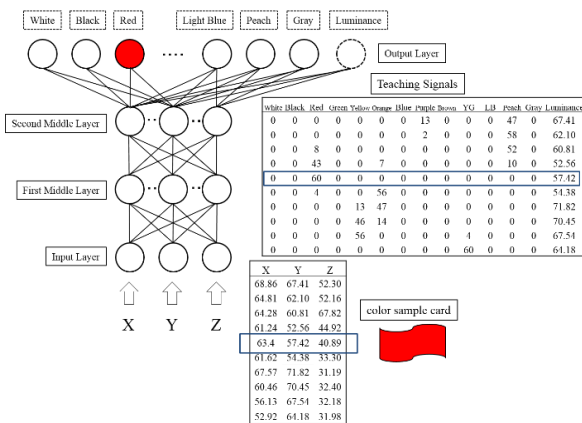 White Black Red Light Blue Peach Gray Luminance
....
Output Layer
Teaching Signals
White Black Red Green Yellow Orange Blue Purple Brown YG LB Peach Gray Luminance
0 0 0 0 0 0 0 13 0 0 0 47 0 67.41
0 0 0 0 0 0 0 2 0 0 0 58 0 62.10
0 0 8 0 0 0 0 0 0 0 0 52 0 60.81
0 0 43 0 0 7 0 0 0 0 0 10 0 52.56
0 0 60 0 0 0 0 0 0 0 0 0 0 57.42
0 0 4 0 0 56 0 0 0 0 0 0 0 54.38
0 0 0 0 13 47 0 0 0 0 0 0 0 71.82
0 0 0 0 46 14 0 0 0 0 0 0 0 70.45
0 0 0 0 56 0 0 0 0 4 0 0 0 67.54
0 0 0 0 0 0 0 0 0 60 0 0 0 64.18
Second Middle Layer
First Middle Layer
Input Layer
X Y Z
X Y Z
68.86 67.41 52.30
64.81 62.10 52.16
64.28 60.81 67.82
61.24 52.56 44.92
63.4 57.42 40.89
61.62 54.38 33.30
67.57 71.82 31.19
60.46 70.45 32.40
56.13 67.54 32.18
52.92 64.18 31.98
color sample card